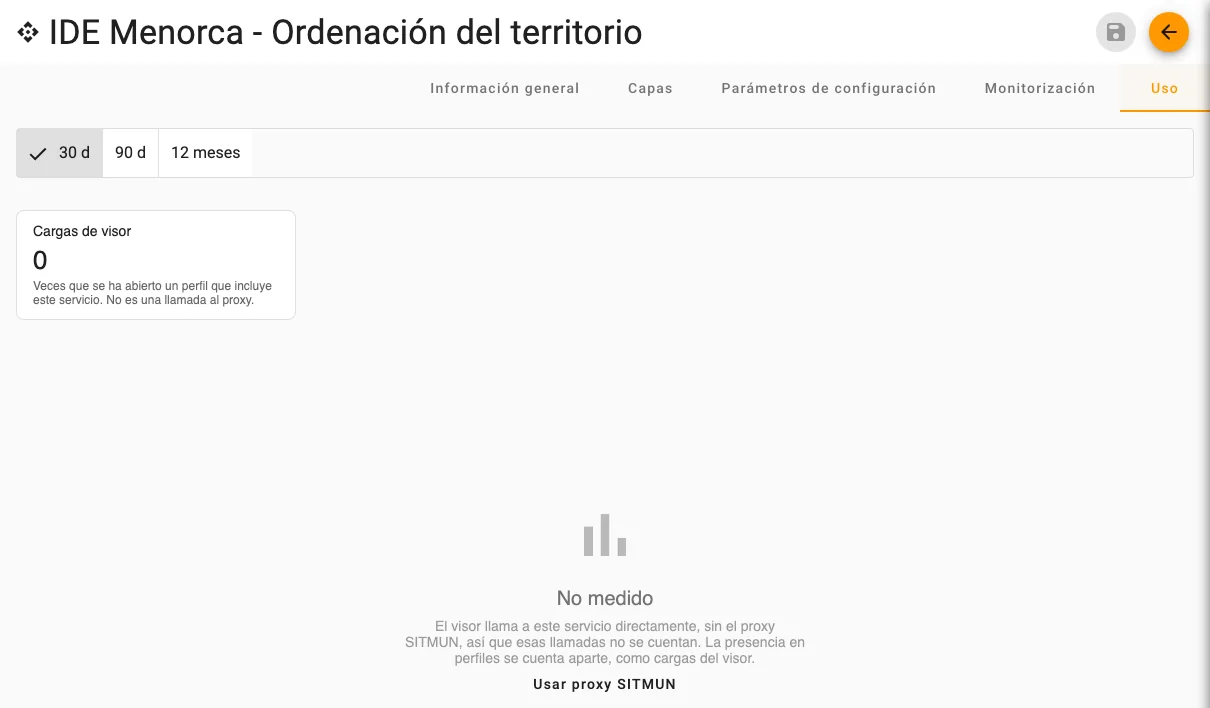 IDE Menorca - Ordenación del territorio
Información general
Capas
Parámetros de configuración
Monitorización
Uso
30 d
90 d
12 meses
Cargas de visor
0
Veces que se ha abierto un perfil que incluye
este servicio. No es una llamada al proxy.
No medido
El visor llama a este servicio directamente, sin el proxy
SITMUN, así que esas llamadas no se cuentan. La presencia en
perfiles se cuenta aparte, como cargas del visor.
Usar proxy SITMUN